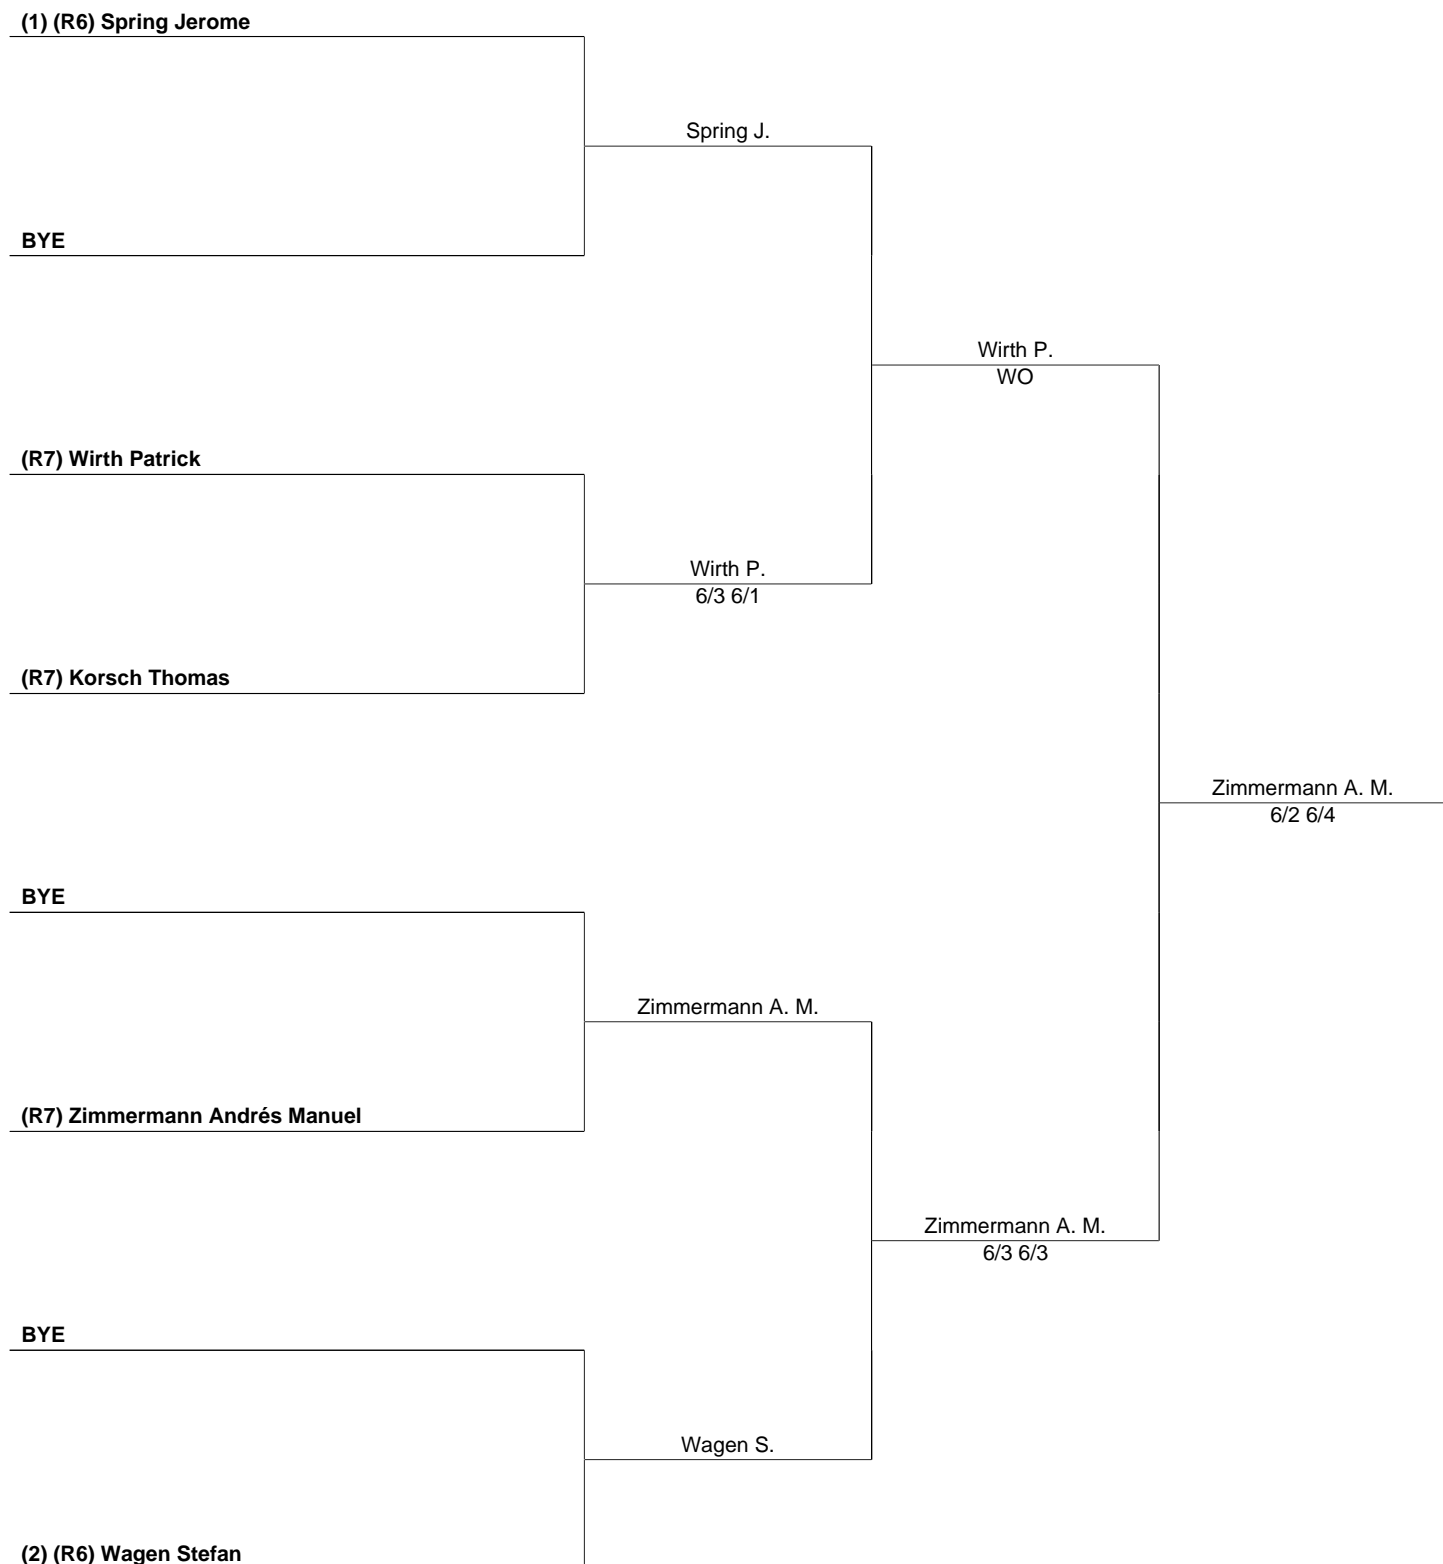 (1) (R6) Spring Jerome
Spring J.
BYE
Wirth P.
WO
(R7) Wirth Patrick
Wirth P.
6/3 6/1
(R7) Korsch Thomas
Zimmermann A. M.
6/2 6/4
BYE
Zimmermann A. M.
(R7) Zimmermann Andrés Manuel
Zimmermann A. M.
6/3 6/3
BYE
Wagen S.
(2) (R6) Wagen Stefan